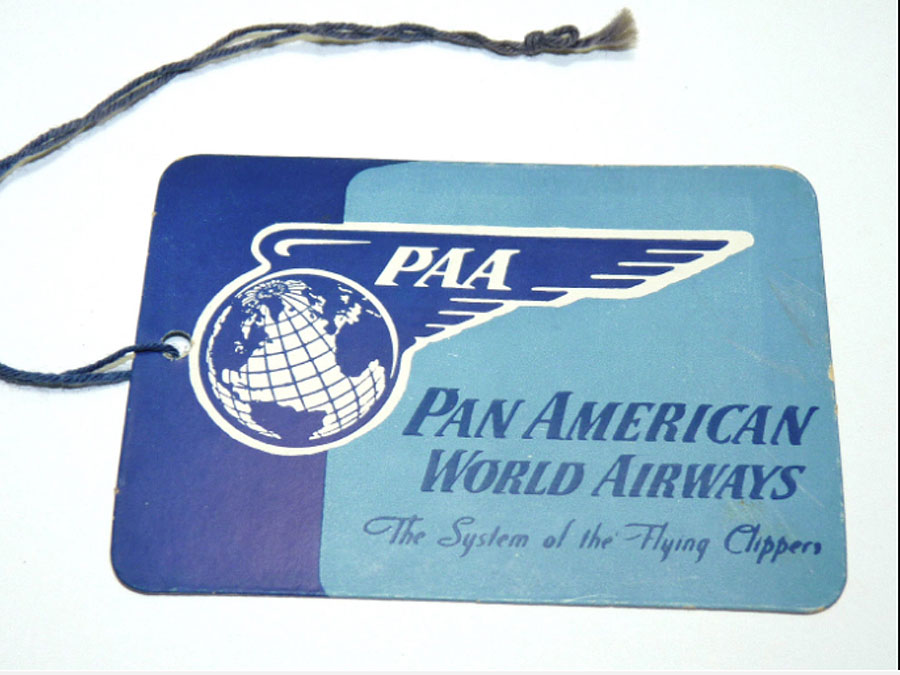 PAA
PAN AMERICAN
WORLD AIRWAYS
The System of the Flying Clippers